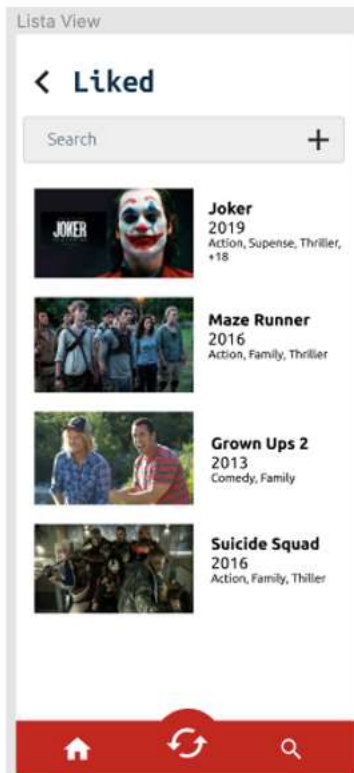 Lista View
Liked
Search
JOKER
Joker
2019
Action, Supense, Thriller,
+18
Maze Runner
2016
Action, Family, Thriller
Grown Ups 2
2013
Comedy, Family
Suicide Squad
2016
Action, Family, Thiller